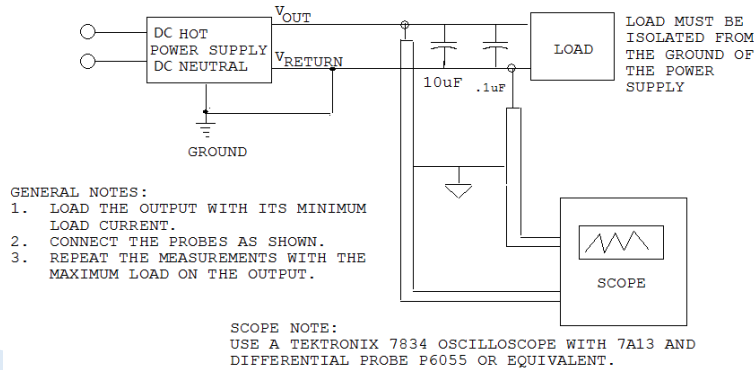 V OUT
DC HOT
POWER SUPPLY
DC NEUTRAL
V RETURN
GROUND
10uF
.1uF
LOAD
LOAD MUST BE
ISOLATED FROM
THE GROUND OF
THE POWER
SUPPLY
GENERAL NOTES:
1. LOAD THE OUTPUT WITH ITS MINIMUM
LOAD CURRENT.
2. CONNECT THE PROBES AS SHOWN.
3. REPEAT THE MEASUREMENTS WITH THE
MAXIMUM LOAD ON THE OUTPUT.
SCOPE
SCOPE NOTE:
USE A TEKTRONIX 7834 OSCILLOSCOPE WITH 7A13 AND
DIFFERENTIAL PROBE P6055 OR EQUIVALENT.